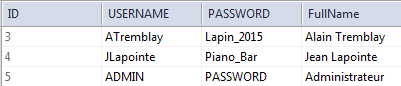 ID USERNAME PASSWORD FullName
3 ATremblay Lapin_2015 Alain Tremblay
4 JLapointe Piano_Bar Jean Lapointe
5 ADMIN PASSWORD Administrateur